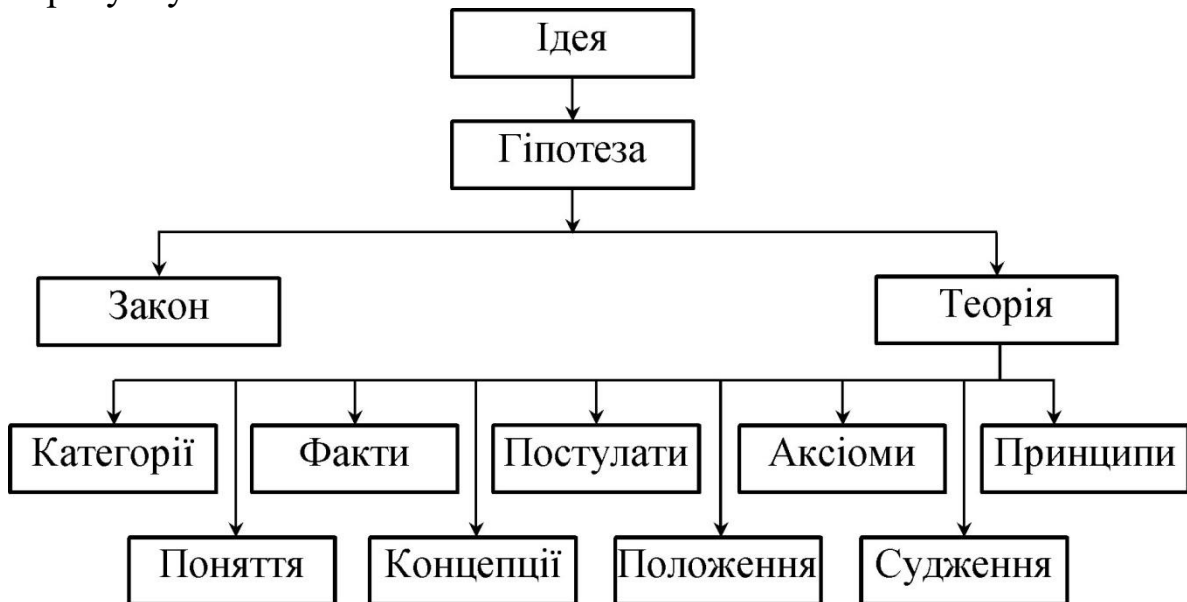 Ідея
Гіпотеза
Закон Теорія
Категорії Факти Постулати Аксіоми Принципи
Поняття Концепції Положення Судження